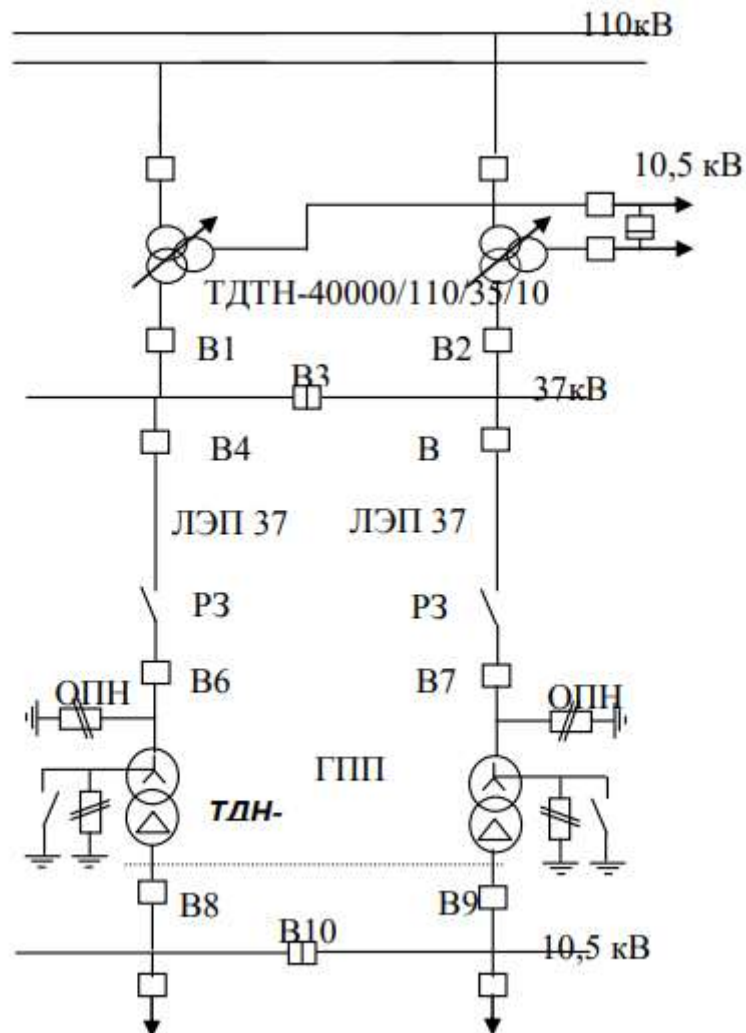 110кВ
10,5 кВ
ТДТН-40000/110/35/10
В1
В2
В3
37кВ
В4
В
ЛЭП 37
ЛЭП 37
РЗ
РЗ
В6
В7
ОПН
ОПН
ГПП
ТДН-
В8
В9
В10
10,5 кВ